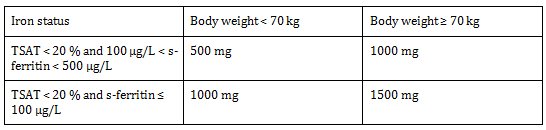 Iron status
Body weight < 70 kg
Body weight ≥ 70 kg
TSAT < 20 % and 100 µg/L < s-
ferritin < 500 µg/L
500 mg
1000 mg
TSAT < 20 % and s-ferritin ≤
100 µg/L
1000 mg
1500 mg